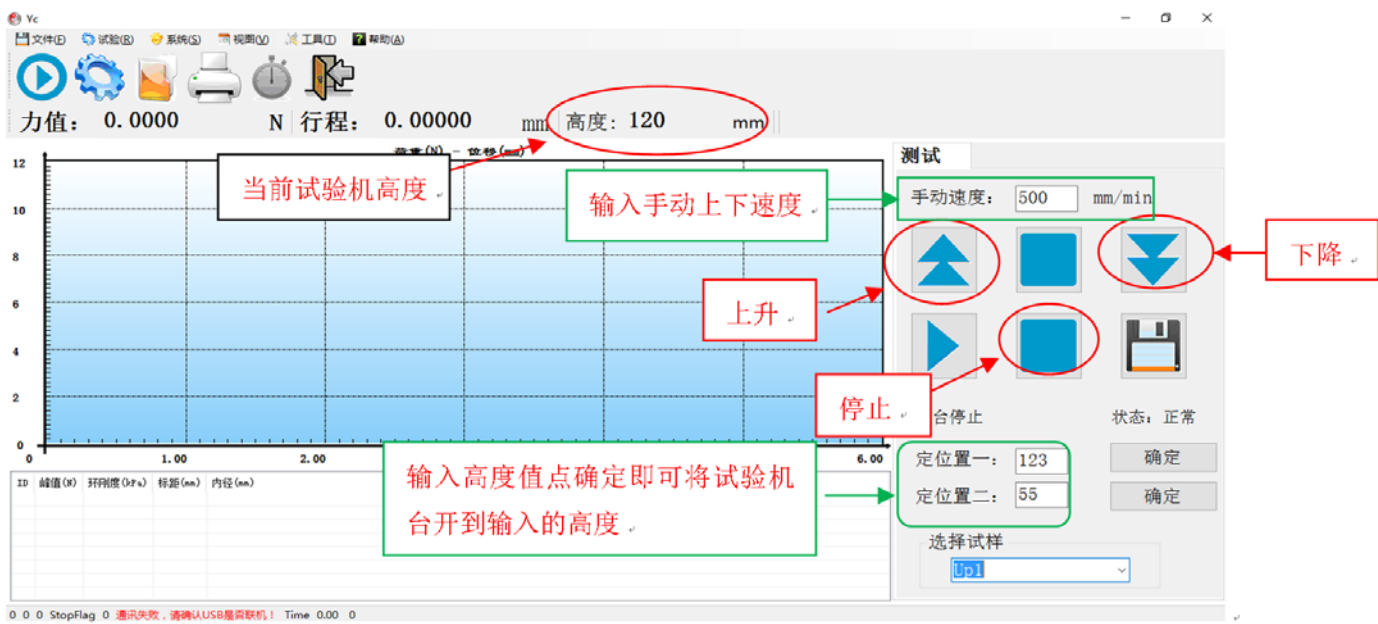 Yc
文件(F) 试验(R) 系统(S) 视图(V) 工具(T) ? 帮助(A)
力值： 0.0000 N 行程： 0.00000 mm 高度: 120 mm
荷重(N) - 位移(mm)
测试
当前试验机高度
输入手动上下速度
手动速度： 500 mm/min
下降
上升
停止
台停止 状态：正常
12
10
8
6
4
2
0
0 1.00 2.00 6.00
输入高度值点确定即可将试验机
台开到输入的高度
定位置一： 123 确定
定位置二： 55 确定
选择试样
Up1
ID 峰值(N) 环刚度(kPa) 标距(mm) 内径(mm)
0 0 0 StopFlag 0 通讯失败，请确认USB是否联机！ Time 0.00 0